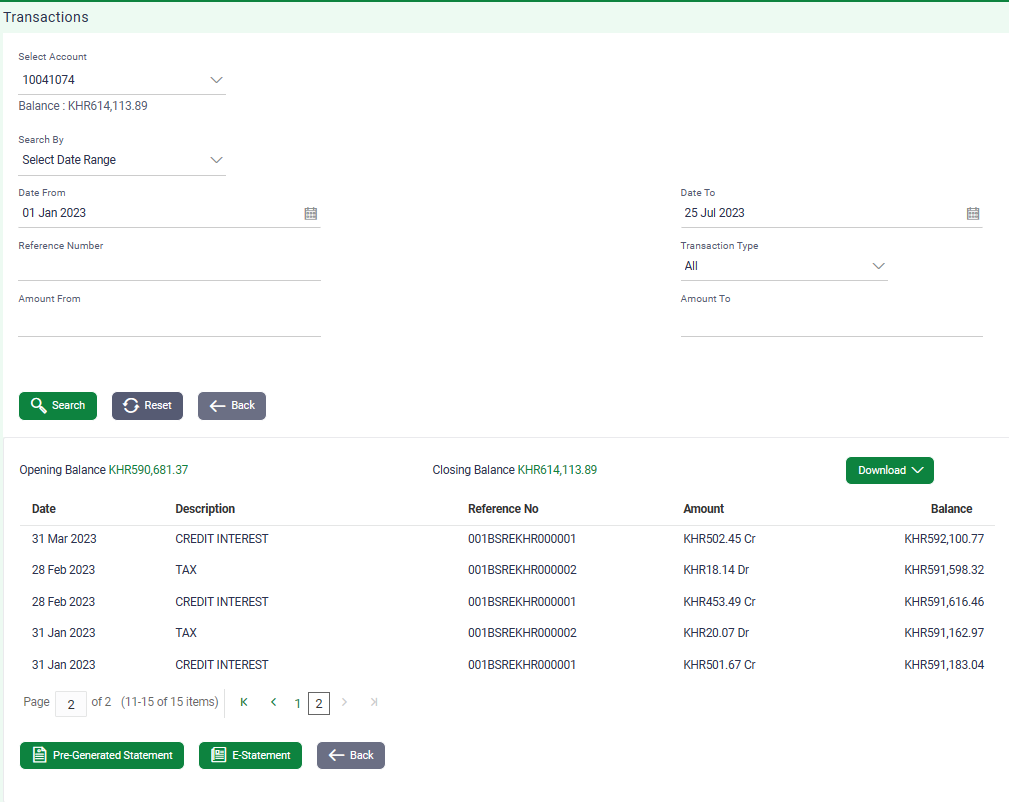 Transactions
Select Account
10041074
Balance : KHR614,113.89
Search By
Select Date Range
Date From Date To
01 Jan 2023 25 Jul 2023
Reference Number Transaction Type
All
Amount From Amount To
Search Reset Back
Opening Balance KHR590,681.37 Closing Balance KHR614,113.89 Download
Date Description Reference No Amount Balance
31 Mar 2023 CREDIT INTEREST 001BSREKHR000001 KHR502.45 Cr KHR592,100.77
28 Feb 2023 TAX 001BSREKHR000002 KHR18.14 Dr KHR591,598.32
28 Feb 2023 CREDIT INTEREST 001BSREKHR000001 KHR453.49 Cr KHR591,616.46
31 Jan 2023 TAX 001BSREKHR000002 KHR20.07 Dr KHR591,162.97
31 Jan 2023 CREDIT INTEREST 001BSREKHR000001 KHR501.67 Cr KHR591,183.04
Page 2 of 2 (11-15 of 15 items) 1 2
Pre-Generated Statement E-Statement Back